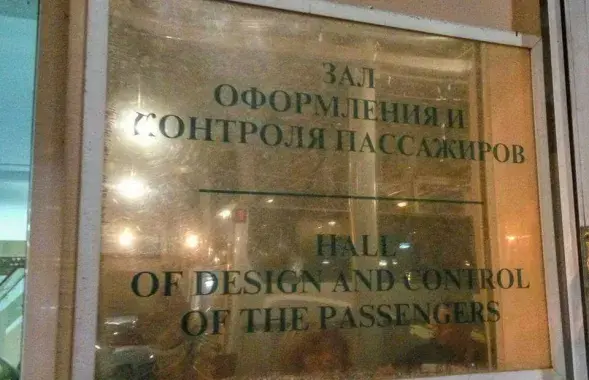 ЗАЛ
ОФОРМЛЕНИЯ И
КОНТРОЛЯ ПАССАЖИРОВ
HALL
OF DESIGN AND CONTROL
OF THE PASSENGERS